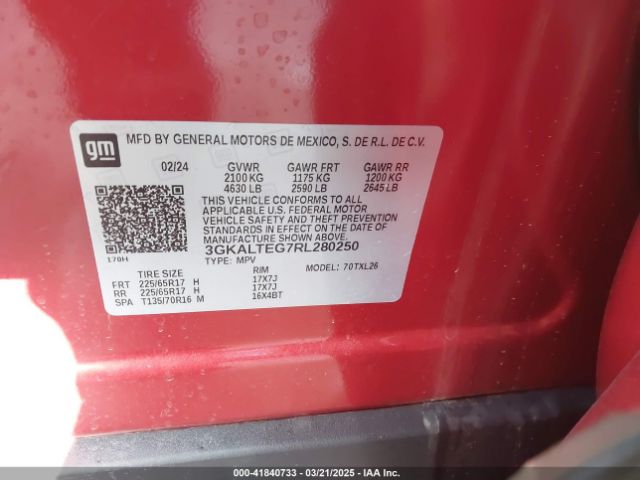 gm
MFD BY GENERAL MOTORS DE MEXICO, S. DE R.L. DE C.V.
02/24 GVWR GAWR FRT GAWR RR
2100 KG 1175 KG 1200 KG
4630 LB 2590 LB 2645 LB
THIS VEHICLE CONFORMS TO ALL
APPLICABLE U.S. FEDERAL MOTOR
VEHICLE SAFETY AND THEFT PREVENTION
STANDARDS IN EFFECT ON THE DATE OF
MANUFACTURE SHOWN ABOVE.
3GKALTEG7RL280250
170H TYPE: MPV MODEL: 70TXL26
TIRE SIZE RIM
FRT 225/65R17 H 17X7J
RR 225/65R17 H 17X7J
SPA T135/70R16 M 16X4BT
000-41840733 — 03/21/2025 — IAA Inc.